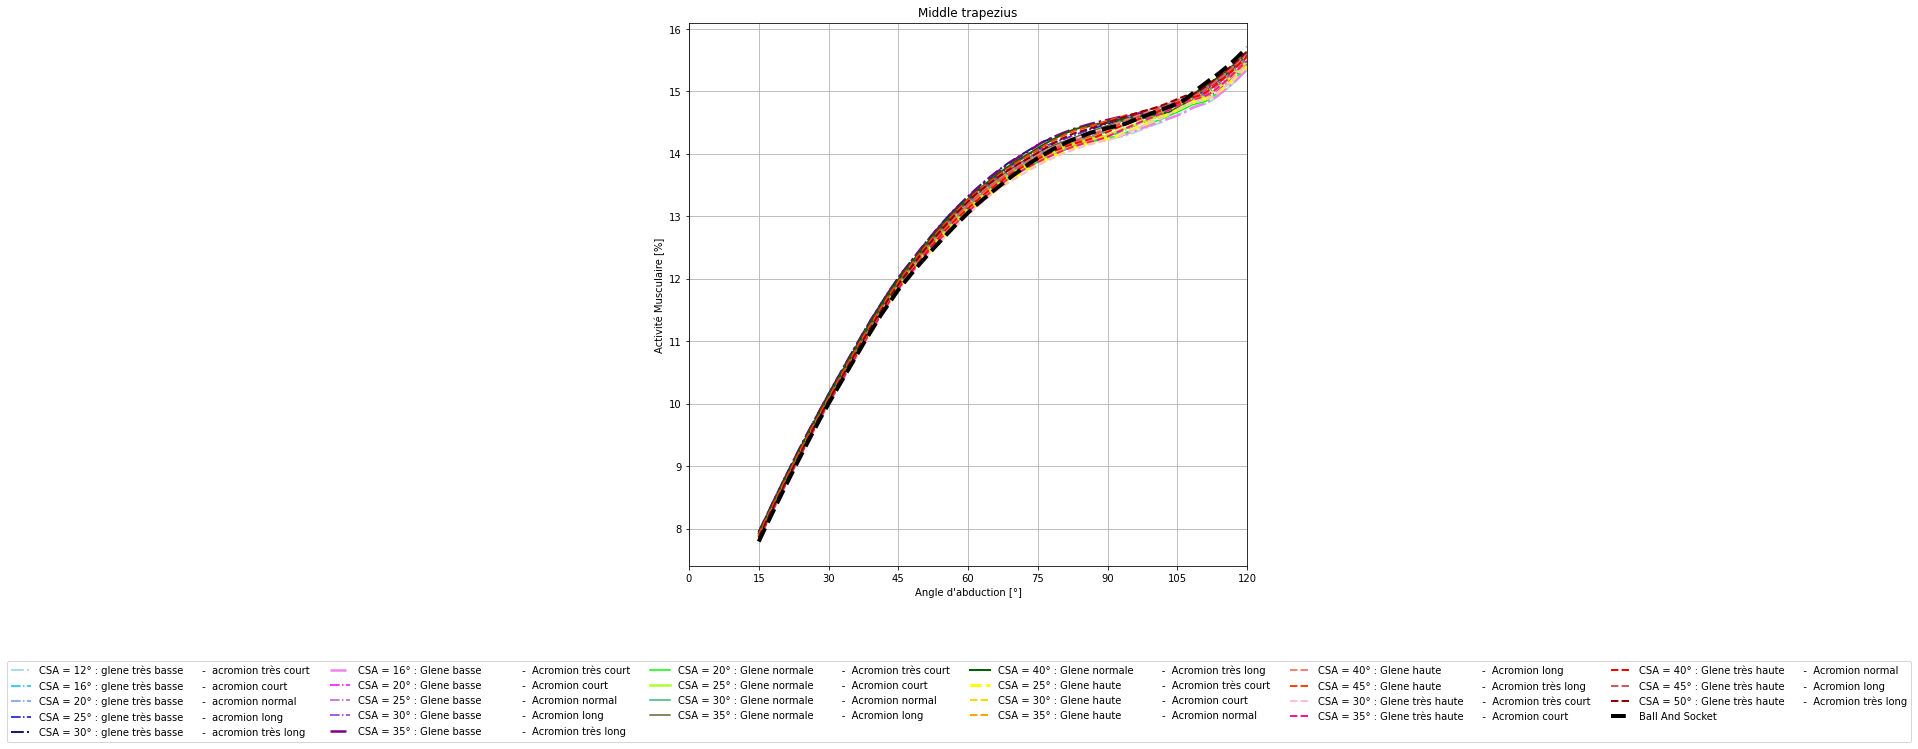 Middle trapezius
16
15
14
13
12
11
10
9
8
Activité Musculaire [%]
0 15 30 45 60 75 90 105 120
Angle d'abduction [°]
CSA = 12° : glene très basse - acromion très court
CSA = 16° : glene très basse - acromion court
CSA = 20° : glene très basse - acromion normal
CSA = 25° : glene très basse - acromion long
CSA = 30° : glene très basse - acromion très long
CSA = 16° : Glene basse - Acromion très court
CSA = 20° : Glene basse - Acromion court
CSA = 25° : Glene basse - Acromion normal
CSA = 30° : Glene basse - Acromion long
CSA = 35° : Glene basse - Acromion très long
CSA = 20° : Glene normale - Acromion très court
CSA = 25° : Glene normale - Acromion court
CSA = 30° : Glene normale - Acromion normal
CSA = 35° : Glene normale - Acromion long
CSA = 40° : Glene normale - Acromion très long
CSA = 25° : Glene haute - Acromion très court
CSA = 30° : Glene haute - Acromion court
CSA = 35° : Glene haute - Acromion normal
CSA = 40° : Glene haute - Acromion long
CSA = 45° : Glene haute - Acromion très long
CSA = 30° : Glene très haute - Acromion très court
CSA = 35° : Glene très haute - Acromion court
CSA = 40° : Glene très haute - Acromion normal
CSA = 45° : Glene très haute - Acromion long
CSA = 50° : Glene très haute - Acromion très long
Ball And Socket